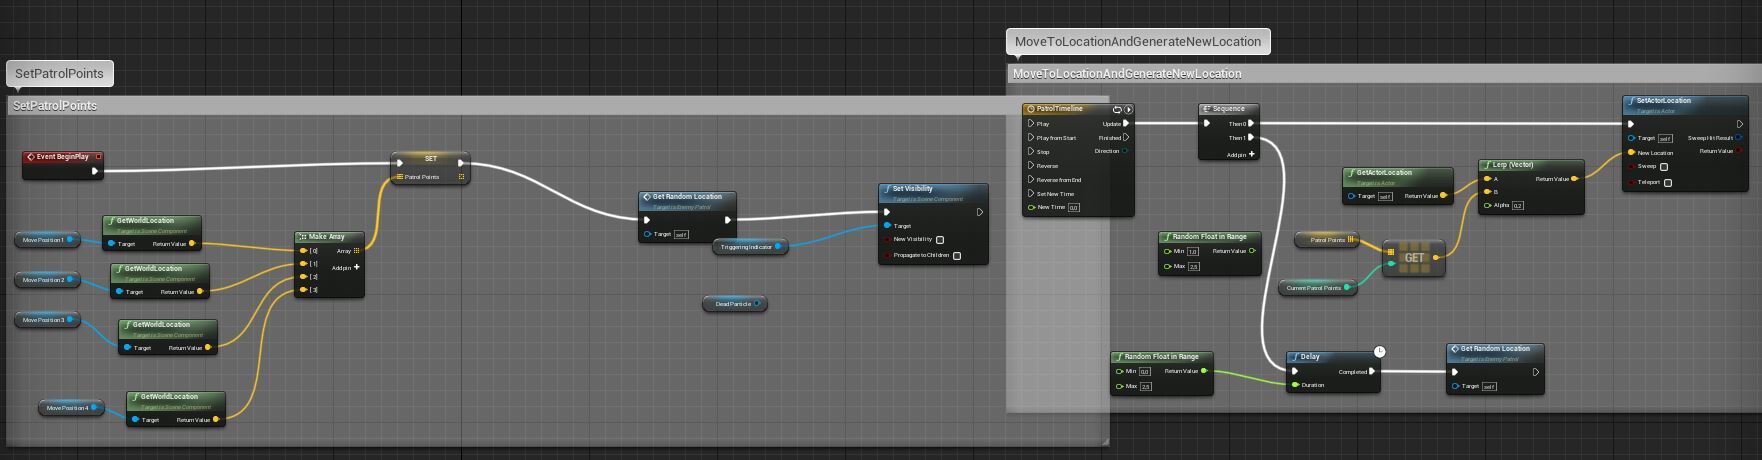 SetPatrolPoints
SetPatrolPoints
Event BeginPlay
SET
Patrol Points
GetWorldLocation
Target is Scene Component
Move Position 1
Target Return Value
GetWorldLocation
Target is Scene Component
Move Position 2
Target Return Value
GetWorldLocation
Target is Scene Component
Move Position 3
Target Return Value
GetWorldLocation
Target is Scene Component
Move Position 4
Target Return Value
Make Array
[0] Array
[1] Add pin +
[2]
[3]
Get Random Location
Target is Enemy Patrol
Target self
Triggering Indicator
Dead Particle
Set Visibility
Target is Scene Component
Target
New Visibility
Propagate to Children
MoveToLocationAndGenerateNewLocation
MoveToLocationAndGenerateNewLocation
PatrolTimeline
Play Update
Play from Start Finished
Stop Direction
Reverse
Reverse from End
Set New Time
New Time 0,0
Sequence
Then 0
Then 1
Add pin +
Random Float in Range
Min 1,0 Return Value
Max 2,5
Random Float in Range
Min 0,0 Return Value
Max 2,5
Delay
Completed
Duration
Get Random Location
Target is Enemy Patrol
Target self
GetActorLocation
Target is Actor
Target self Return Value
Patrol Points
GET
Current Patrol Points
Lerp (Vector)
A Return Value
B
Alpha 0,2
SetActorLocation
Target is Actor
Target self Sweep Hit Result
New Location Return Value
Sweep
Teleport